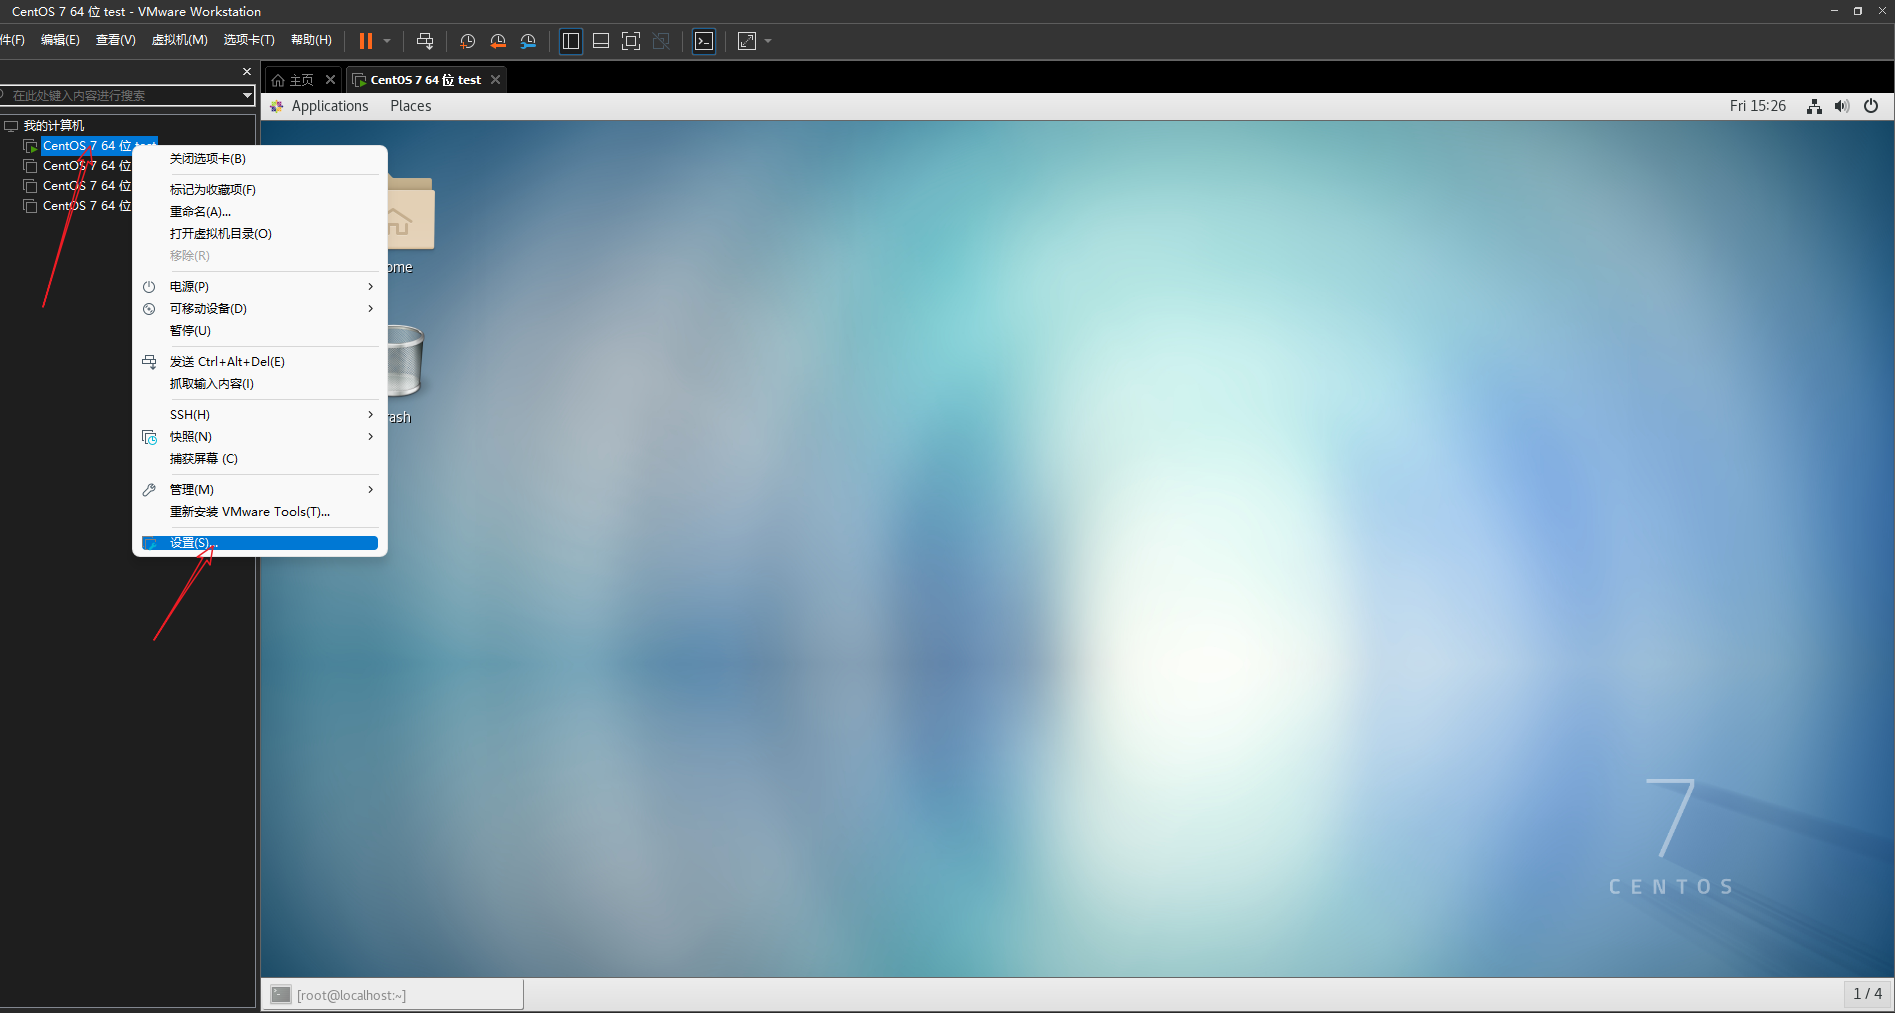 CentOS 7 64 位 test - VMware Workstation
件(F) 编辑(E) 查看(V) 虚拟机(M) 选项卡(T) 帮助(H)
主页
CentOS 7 64 位 test
在此处键入内容进行搜索
Applications Places
Fri 15:26
我的计算机
CentOS 7 64 位 test
CentOS 7 64 位
CentOS 7 64 位
CentOS 7 64 位
关闭选项卡(B)
标记为收藏项(F)
重命名(A)...
打开虚拟机目录(O)
移除(R)
电源(P)
可移动设备(D)
暂停(U)
发送 Ctrl+Alt+Del(E)
抓取输入内容(I)
SSH(H)
快照(N)
捕获屏幕 (C)
管理(M)
重新安装 VMware Tools(T)...
设置(S)...
ome
ash
7
CENTOS
[root@localhost:~]
1 / 4